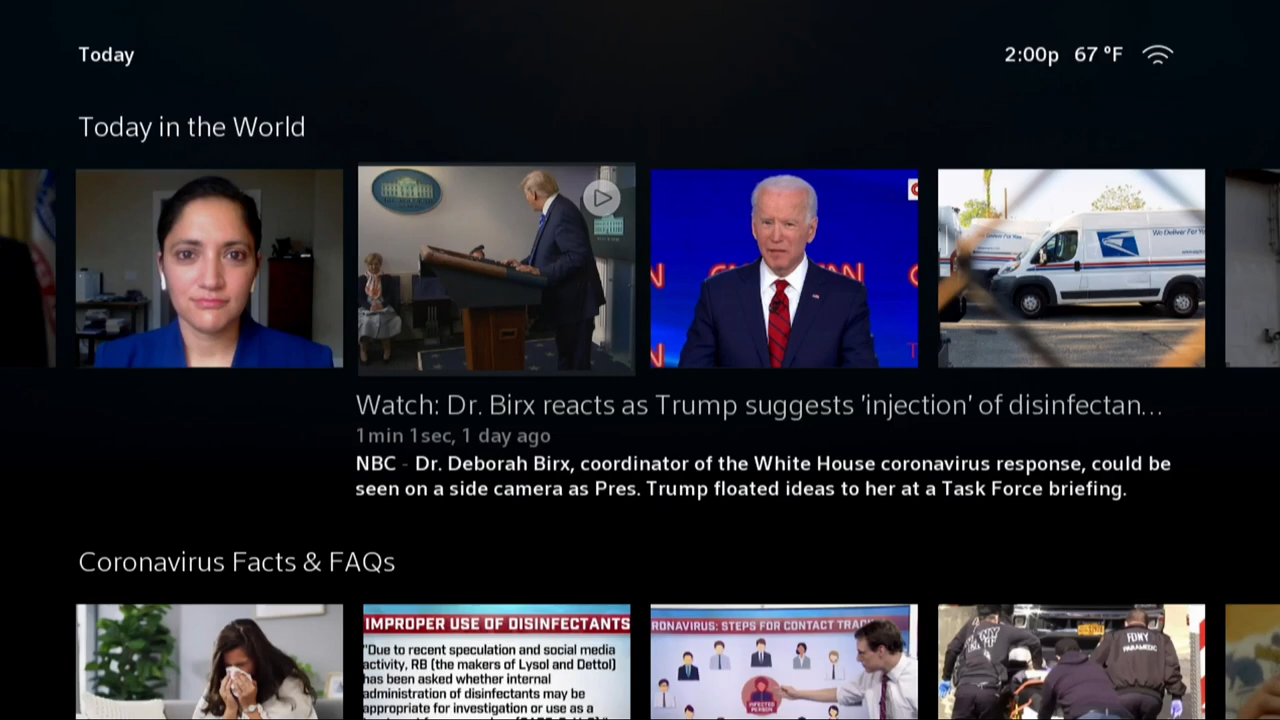 Today
2:00p 67 °F
Today in the World
We Deliver For You
CNN
Watch: Dr. Birx reacts as Trump suggests 'injection' of disinfectan...
1min 1sec, 1 day ago
NBC - Dr. Deborah Birx, coordinator of the White House coronavirus response, could be
seen on a side camera as Pres. Trump floated ideas to her at a Task Force briefing.
Coronavirus Facts & FAQs
IMPROPER USE OF DISINFECTANTS
"Due to recent speculation and social media
activity, RB (the makers of Lysol and Dettol)
has been asked whether internal
administration of disinfectants may be
appropriate for investigation or use as a
RONAVIRUS: STEPS FOR CONTACT TRAC
INFECTED
PERSON
FDNY
PARAMEDIC